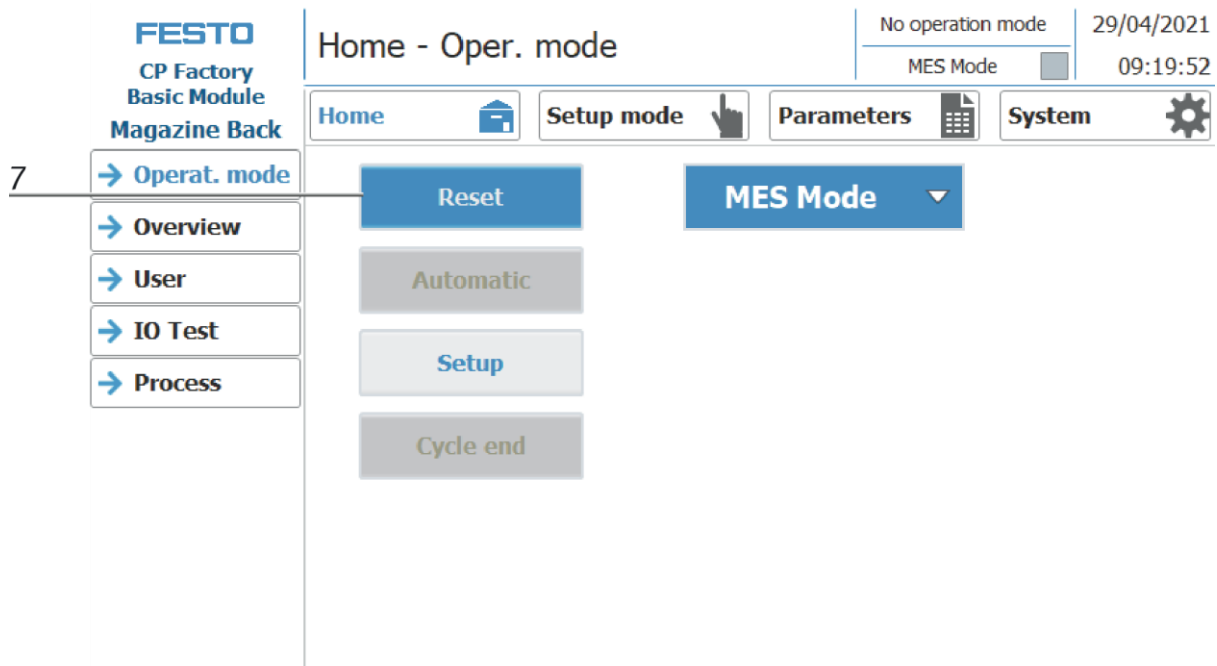 FESTO
CP Factory
Basic Module
Magazine Back
Home - Oper. mode
No operation mode
MES Mode
29/04/2021
09:19:52
Home
Setup mode
Parameters
System
7
Operat. mode
Overview
User
IO Test
Process
Reset
MES Mode
Automatic
Setup
Cycle end